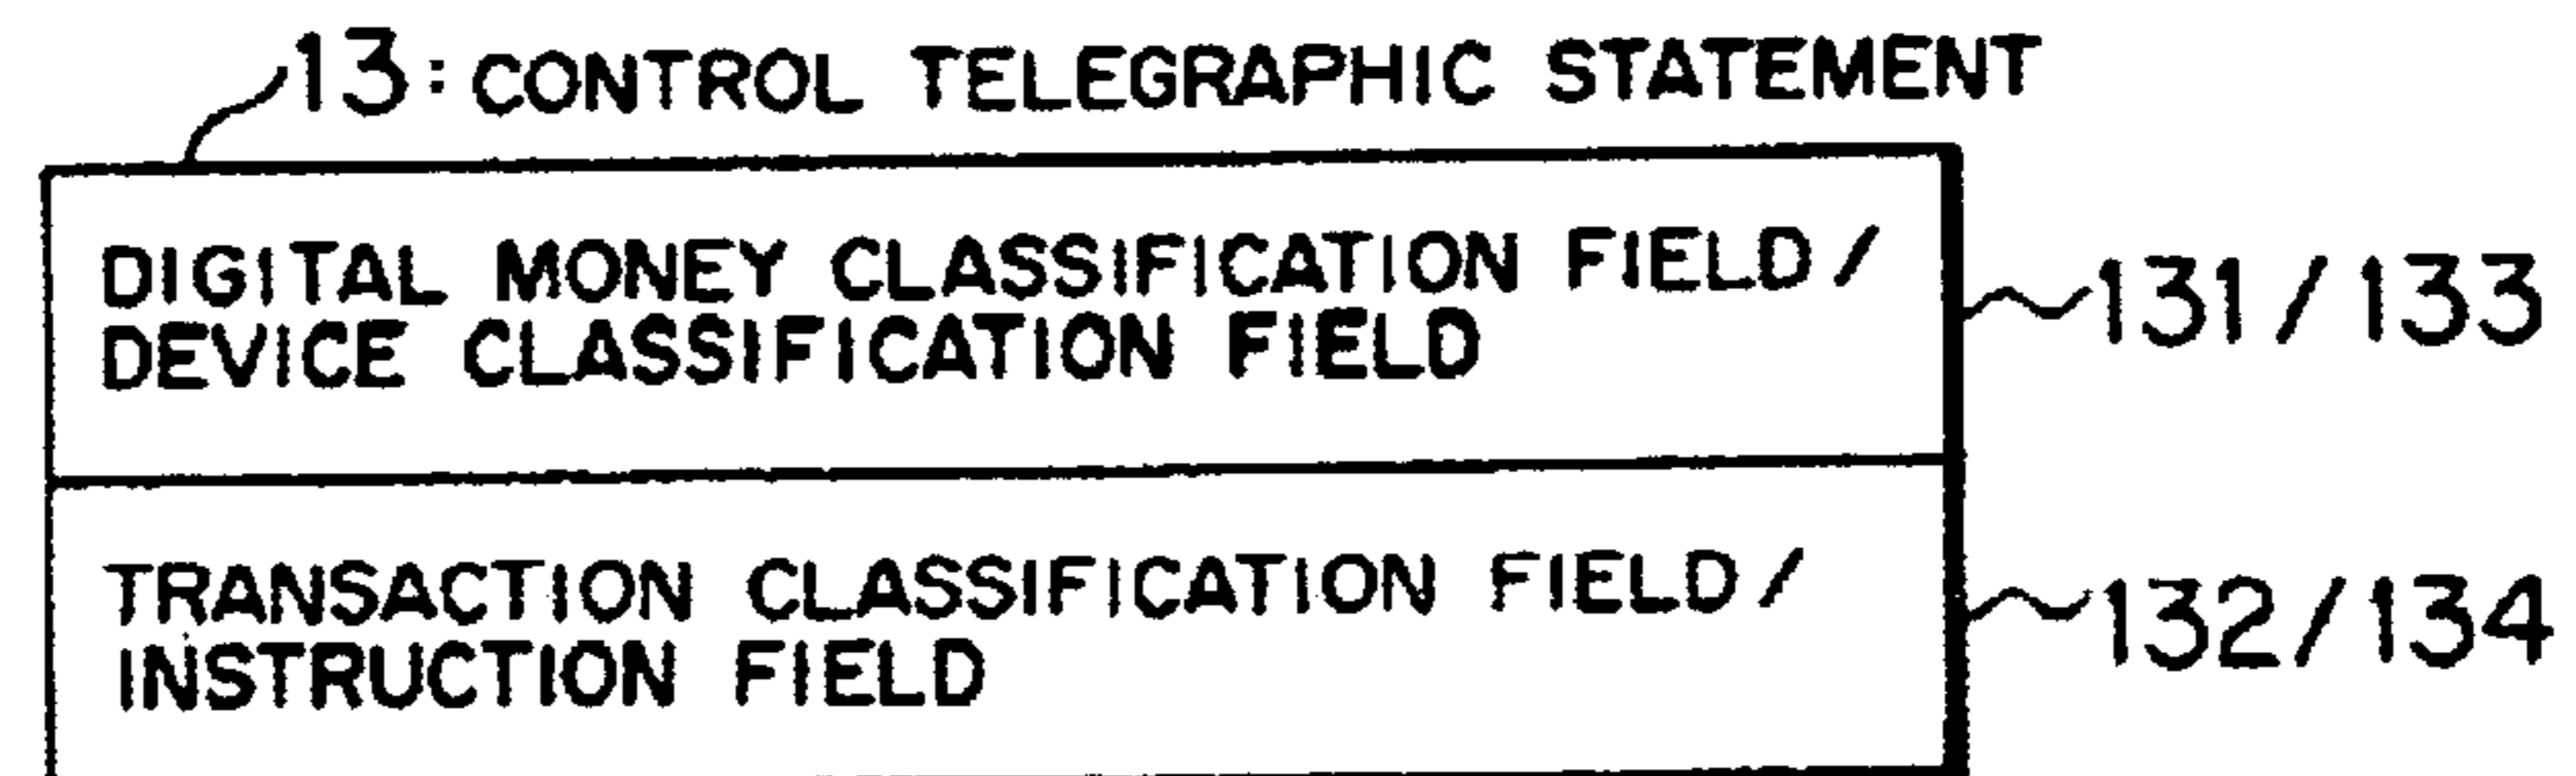 13: CONTROL TELEGRAPHIC STATEMENT
DIGITAL MONEY CLASSIFICATION FIELD/
DEVICE CLASSIFICATION FIELD
131/133
TRANSACTION CLASSIFICATION FIELD/
INSTRUCTION FIELD
132/134